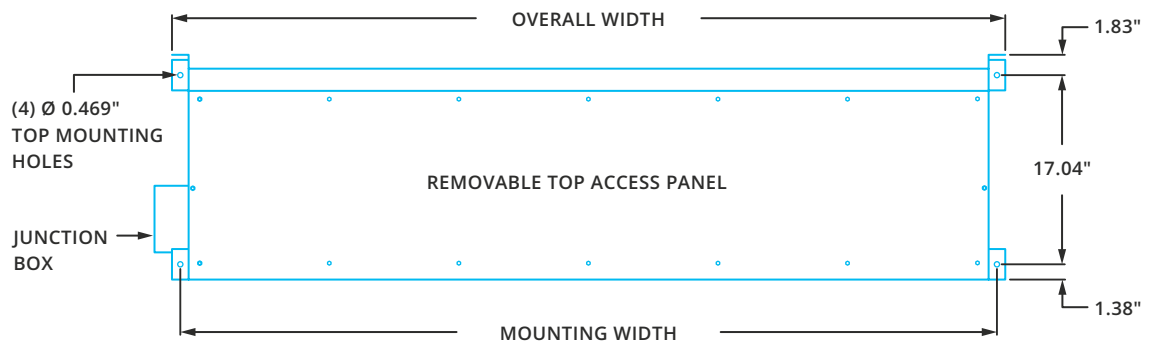 OVERALL WIDTH
1.83"
(4) Ø 0.469"
TOP MOUNTING
HOLES
17.04"
REMOVABLE TOP ACCESS PANEL
JUNCTION
BOX
1.38"
MOUNTING WIDTH